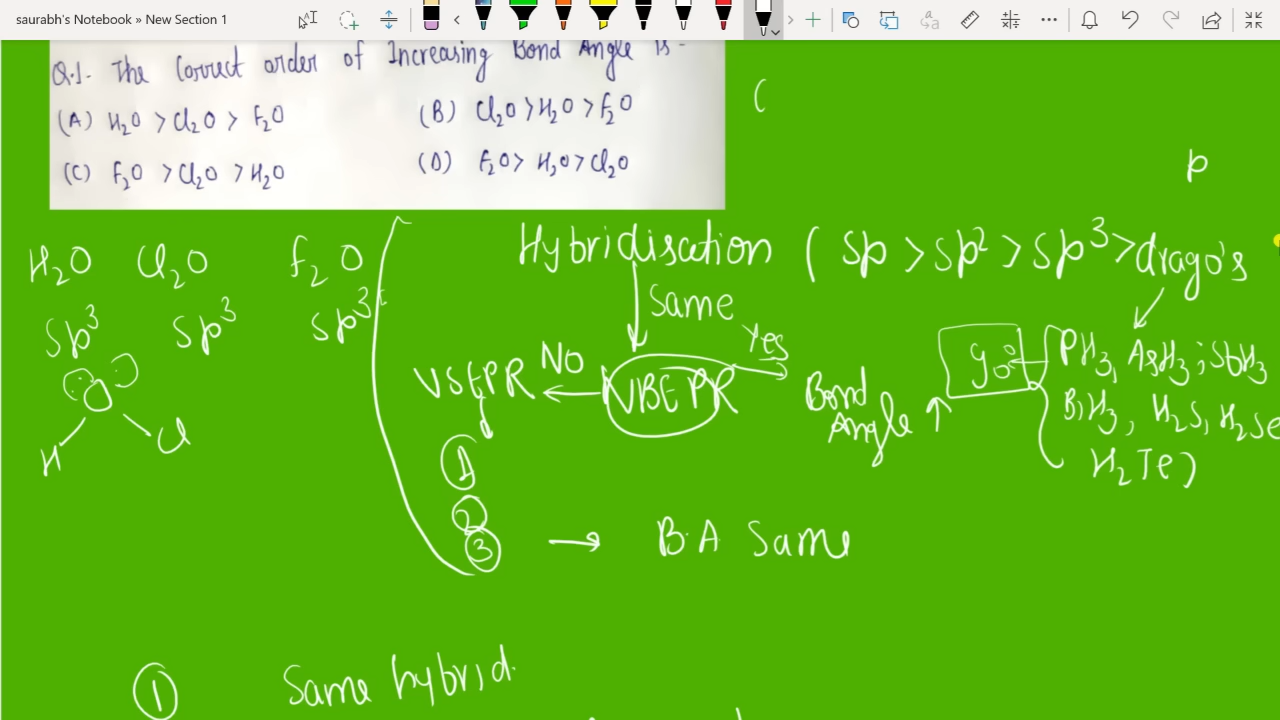 saurabh's Notebook » New Section 1
Q.1. The Correct order of Increasing Bond Angle is -
(A) H₂O > Cl₂O > F₂O
(B) Cl₂O > H₂O > F₂O
(C) F₂O > Cl₂O > H₂O
(D) F₂O > H₂O > Cl₂O
(
p
H₂O Cl₂O F₂O
sp³ sp³ sp³
O
H Cl
Hybridisation ( sp > sp² > sp³ > drago's
Same
VSEPR NO VBEPR Yes Bond Angle ↑
90° PH₃, AsH₃, SbH₃
BiH₃, H₂S, H₂Se
H₂Te)
①
②
③ → B.A Same
① Same hybrid.